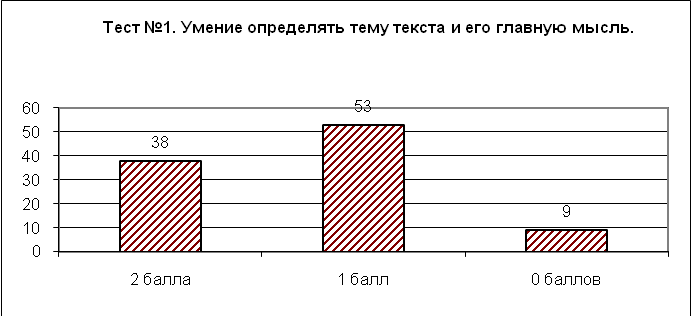 Тест №1. Умение определять тему текста и его главную мысль.
60
50
40
30
20
10
0
38
53
9
2 балла
1 балл
0 баллов